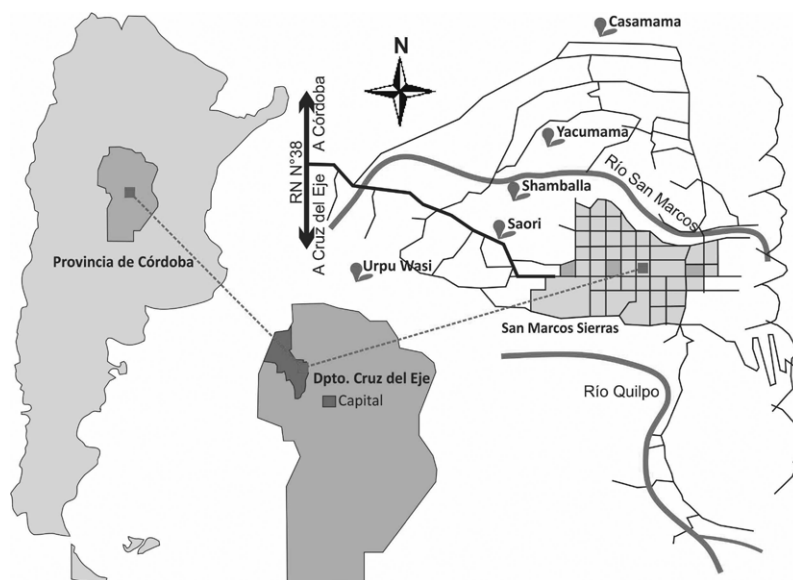 Casamama
N
A Córdoba
RN N°38
A Cruz del Eje
Yacumama
Río San Marcos
Shamballa
Saori
Provincia de Córdoba
Urpu Wasi
San Marcos Sierras
Dpto. Cruz del Eje
Capital
Río Quilpo